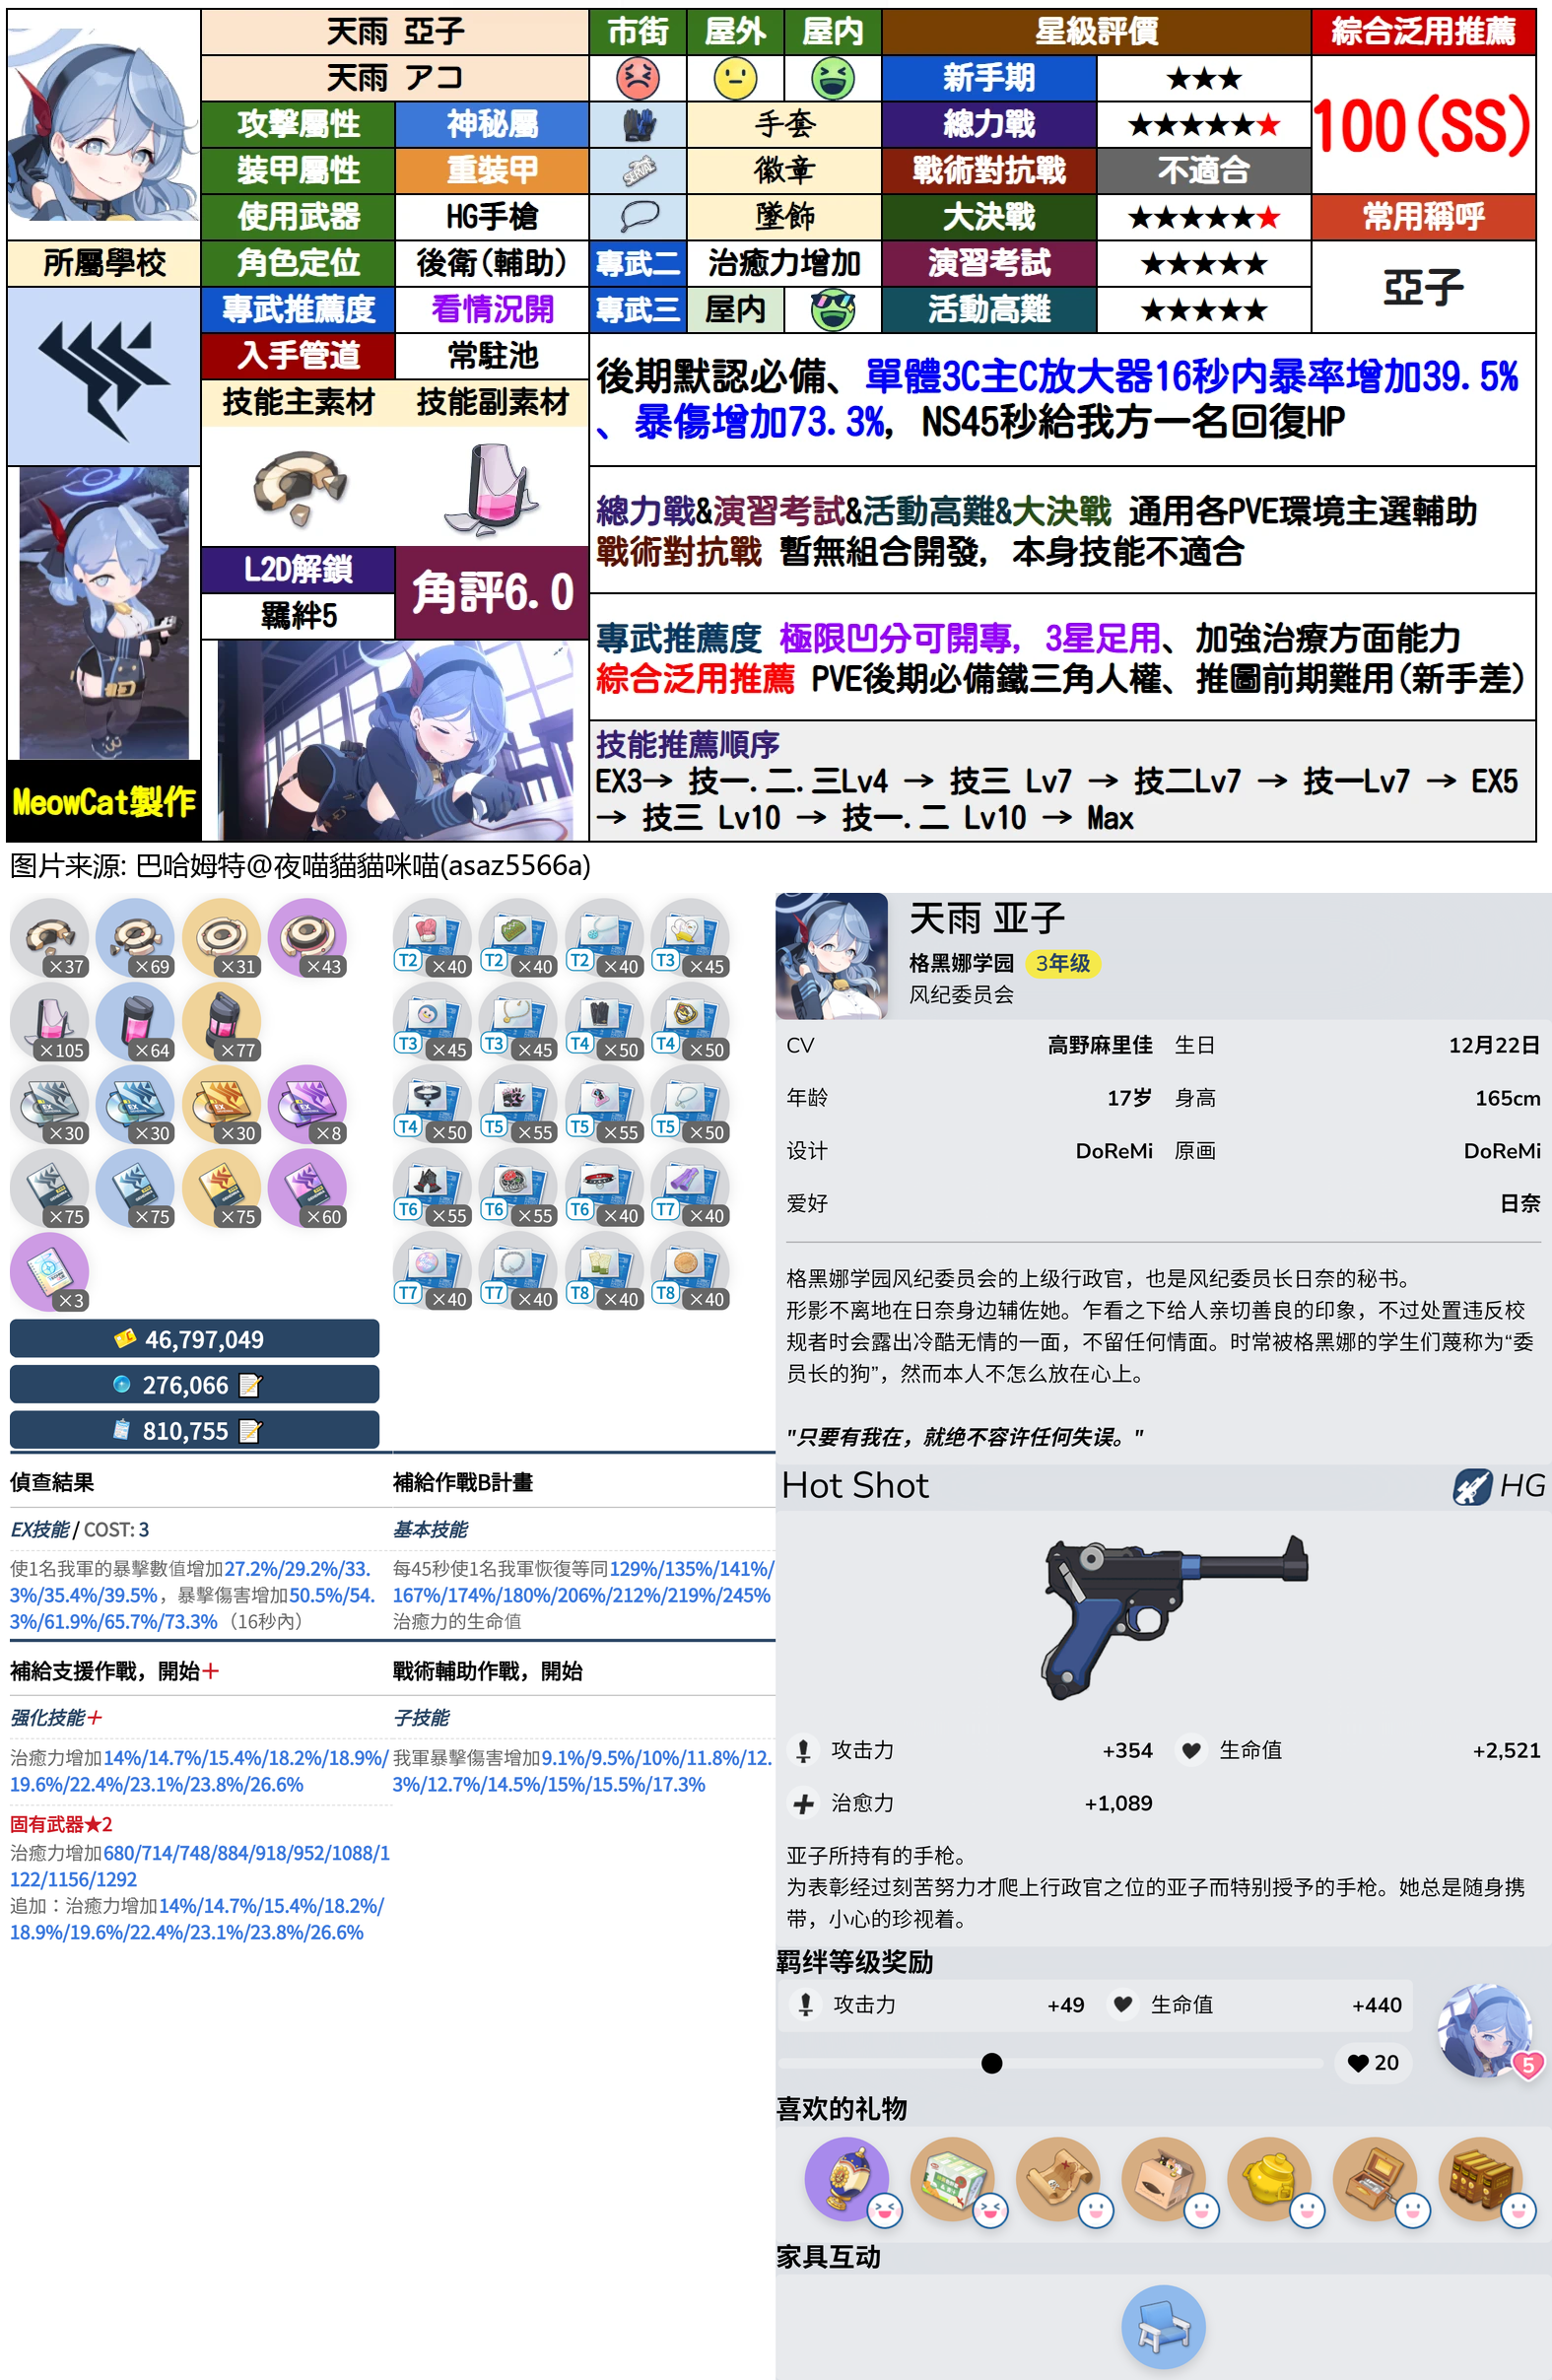 天雨 亞子
市街
屋外
屋内
星級評價
綜合泛用推薦
天雨 アコ
新手期
★★★
100(SS)
攻擊屬性
神秘屬
手套
總力戰
★★★★★★
裝甲屬性
重裝甲
SERIAL
徽章
戰術對抗戰
不適合
使用武器
HG手槍
墜飾
大決戰
★★★★★★
常用稱呼
所屬學校
角色定位
後衛(輔助)
專武二
治癒力增加
演習考試
★★★★★
亞子
專武推薦度
看情況開
專武三
屋内
活動高難
★★★★★
入手管道
常駐池
技能主素材
技能副素材
後期默認必備、單體3C主C放大器16秒内暴率增加39.5%
、暴傷增加73.3%, NS45秒給我方一名回復HP
總力戰&演習考試&活動高難&大決戰 通用各PVE環境主選輔助
戰術對抗戰 暫無組合開發, 本身技能不適合
L2D解鎖
羈絆5
角評6.0
專武推薦度 極限凹分可開專, 3星足用、加強治療方面能力
綜合泛用推薦 PVE後期必備鐵三角人權、推圖前期難用(新手差)
技能推薦順序
EX3→ 技一.二.三Lv4 → 技三 Lv7 → 技二Lv7 → 技一Lv7 → EX5
→ 技三 Lv10 → 技一.二 Lv10 → Max
MeowCat製作
图片来源: 巴哈姆特@夜喵貓貓咪喵(asaz5566a)
×37
×69
×31
×43
×105
×64
×77
×30
×30
×30
×8
×75
×75
×75
×60
×3
T2 ×40
T2 ×40
T2 ×40
T3 ×45
T3 ×45
T3 ×45
T4 ×50
T4 ×50
T4 ×50
T5 ×55
T5 ×55
T5 ×50
T6 ×55
T6 ×55
T6 ×40
T7 ×40
T7 ×40
T7 ×40
T8 ×40
T8 ×40
46,797,049
276,066
810,755
偵查結果
EX技能 / COST: 3
使1名我軍的暴擊數值增加27.2%/29.2%/33.
3%/35.4%/39.5%，暴擊傷害增加50.5%/54.
3%/61.9%/65.7%/73.3%（16秒內）
補給作戰B計畫
基本技能
每45秒使1名我軍恢復等同129%/135%/141%/
167%/174%/180%/206%/212%/219%/245%
治癒力的生命值
補給支援作戰，開始＋
强化技能＋
治癒力增加14%/14.7%/15.4%/18.2%/18.9%/
19.6%/22.4%/23.1%/23.8%/26.6%
固有武器★2
治癒力增加680/714/748/884/918/952/1088/1
122/1156/1292
追加：治癒力增加14%/14.7%/15.4%/18.2%/
18.9%/19.6%/22.4%/23.1%/23.8%/26.6%
戰術輔助作戰，開始
子技能
我軍暴擊傷害增加9.1%/9.5%/10%/11.8%/12.
3%/12.7%/14.5%/15%/15.5%/17.3%
天雨 亚子
格黑娜学园 3年级
风纪委员会
CV 高野麻里佳 生日 12月22日
年龄 17岁 身高 165cm
设计 DoReMi 原画 DoReMi
爱好 日奈
格黑娜学园风纪委员会的上级行政官，也是风纪委员长日奈的秘书。
形影不离地在日奈身边辅佐她。乍看之下给人亲切善良的印象，不过处置违反校
规者时会露出冷酷无情的一面，不留任何情面。时常被格黑娜的学生们蔑称为“委
员长的狗”，然而本人不怎么放在心上。
"只要有我在，就绝不容许任何失误。"
Hot Shot
HG
攻击力 +354 生命值 +2,521
治愈力 +1,089
亚子所持有的手枪。
为表彰经过刻苦努力才爬上行政官之位的亚子而特别授予的手枪。她总是随身携
带，小心的珍视着。
羁绊等级奖励
攻击力 +49 生命值 +440
20
5
喜欢的礼物
家具互动